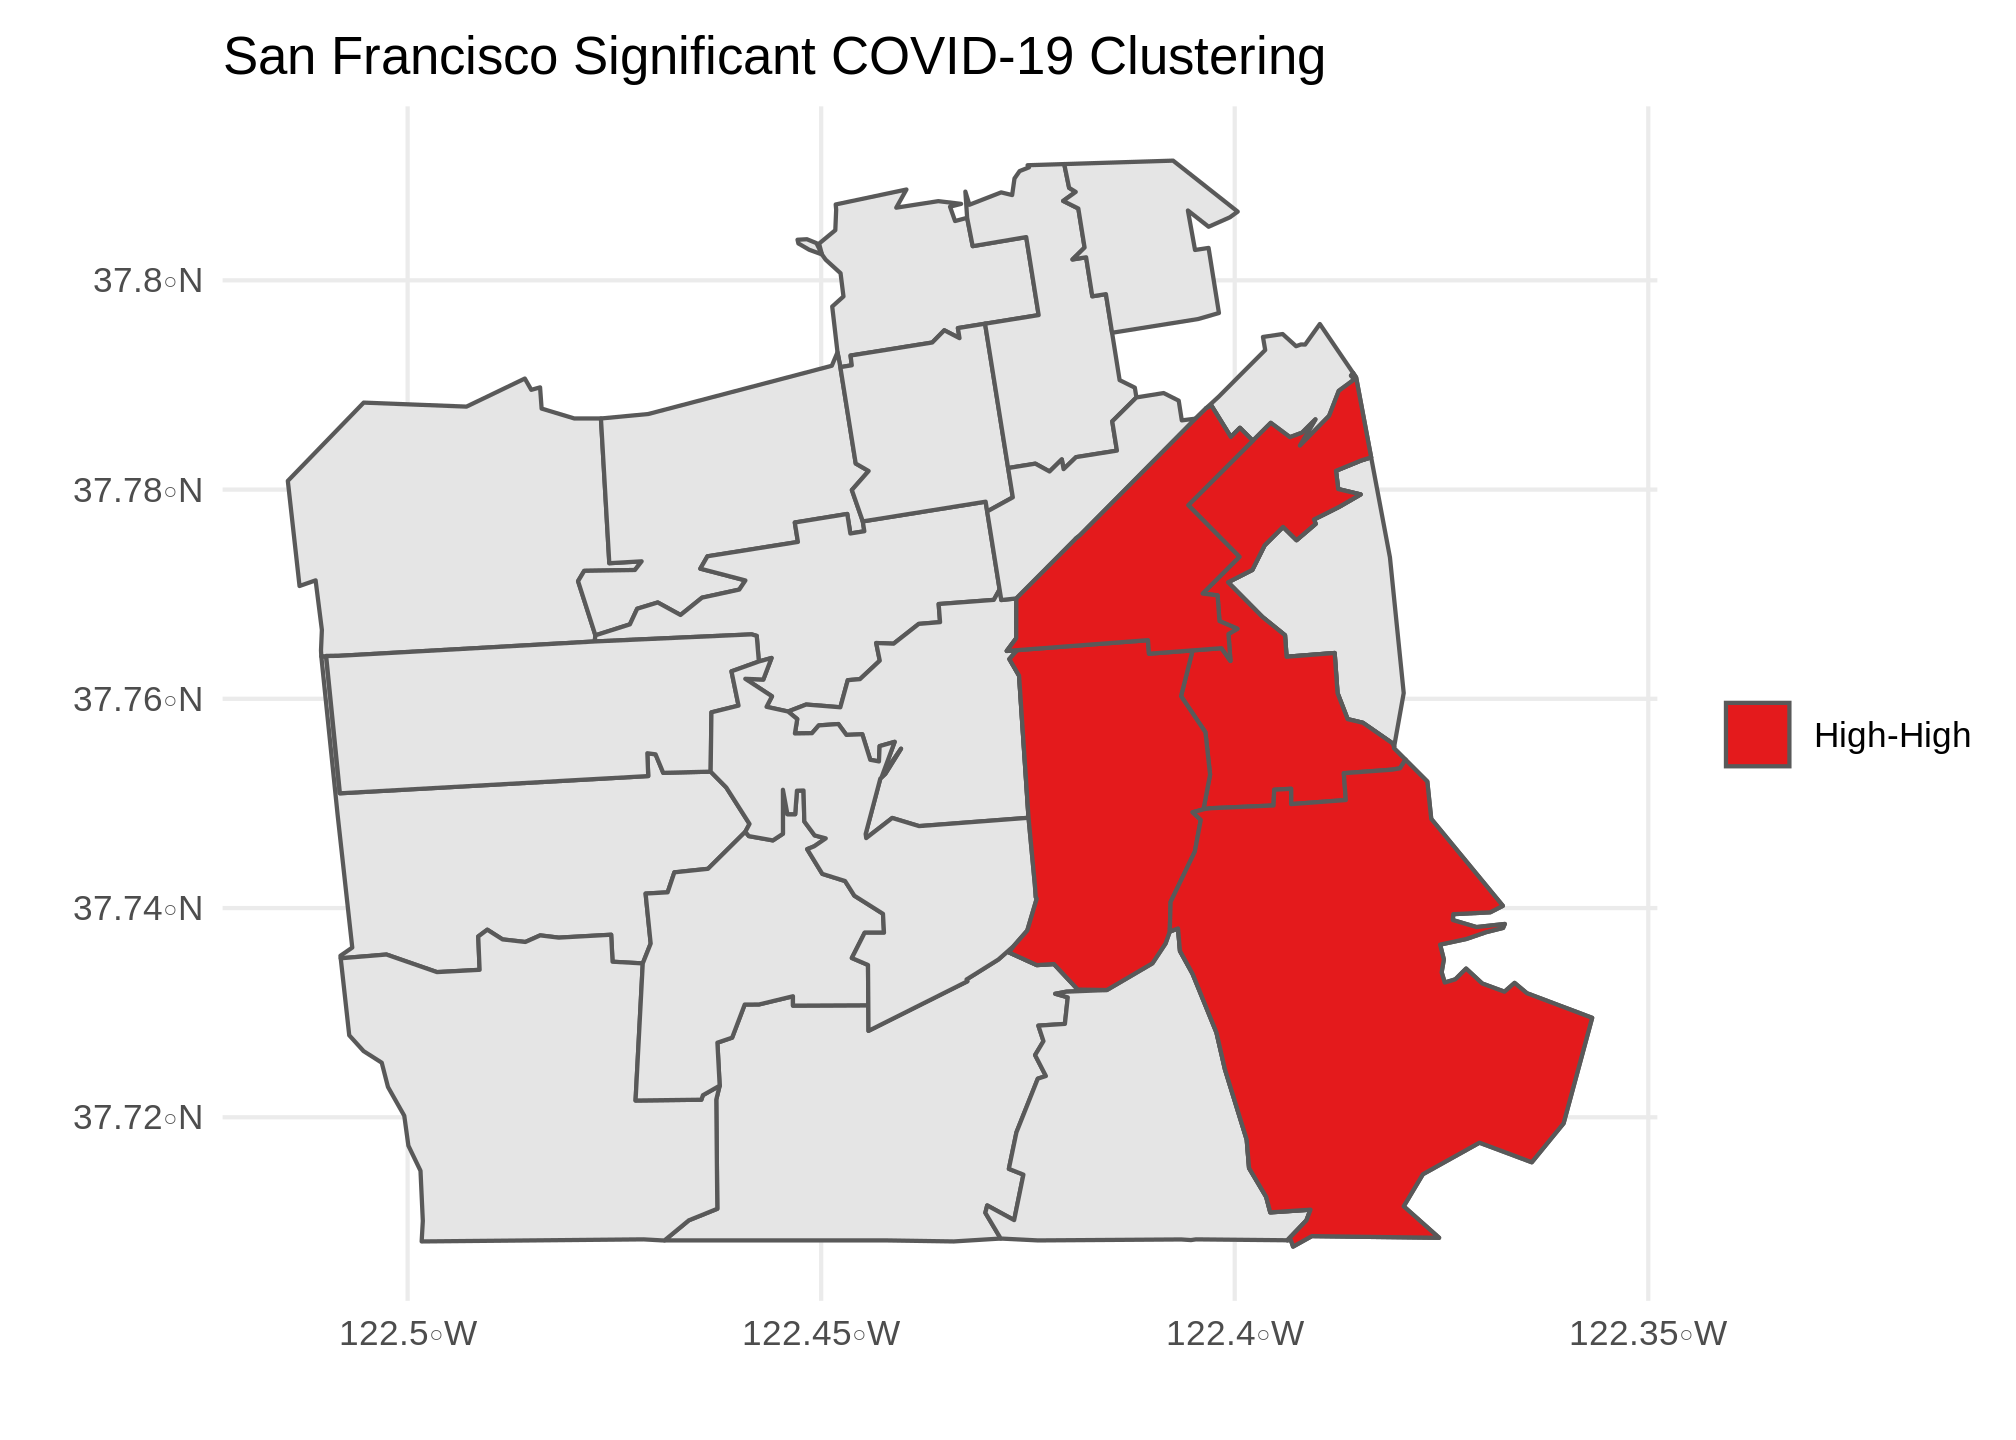 San Francisco Significant COVID-19 Clustering
37.8◦N
37.78◦N
37.76◦N
37.74◦N
37.72◦N
122.5◦W
122.45◦W
122.4◦W
122.35◦W
High-High